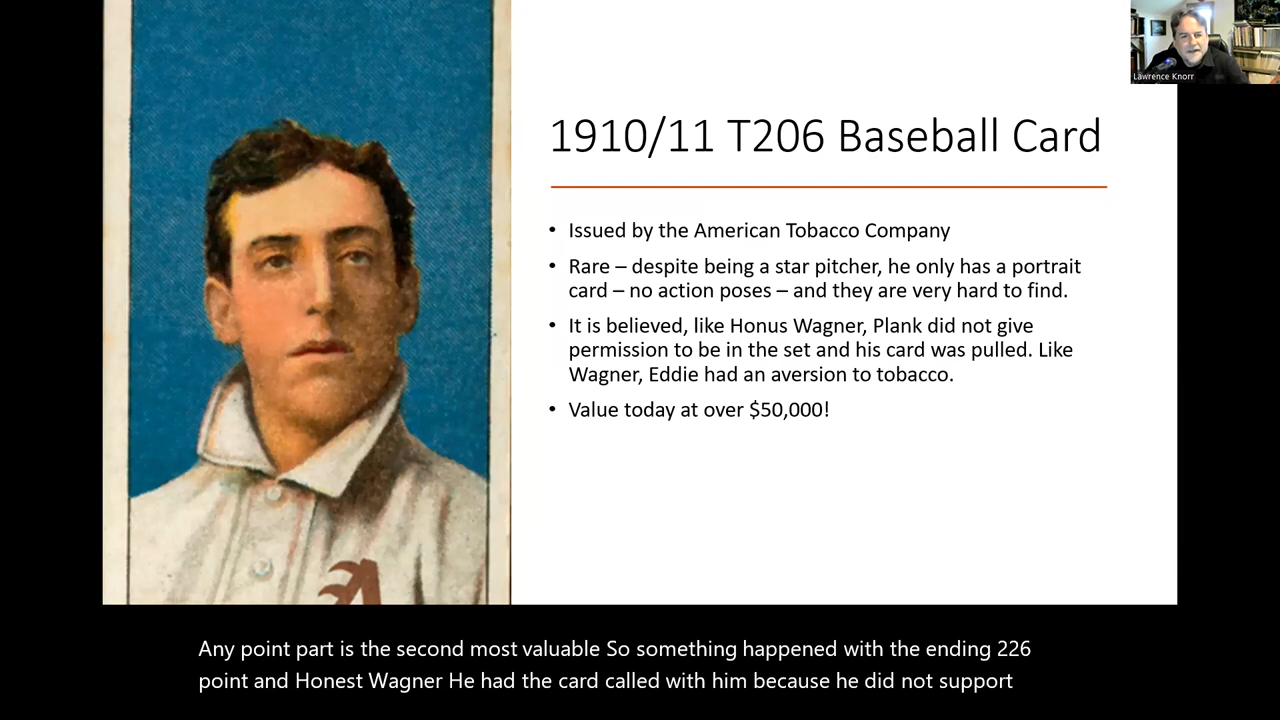 Lawrence Knorr
1910/11 T206 Baseball Card
• Issued by the American Tobacco Company
• Rare – despite being a star pitcher, he only has a portrait
card – no action poses – and they are very hard to find.
• It is believed, like Honus Wagner, Plank did not give
permission to be in the set and his card was pulled. Like
Wagner, Eddie had an aversion to tobacco.
• Value today at over $50,000!
A
Any point part is the second most valuable So something happened with the ending 226
point and Honest Wagner He had the card called with him because he did not support